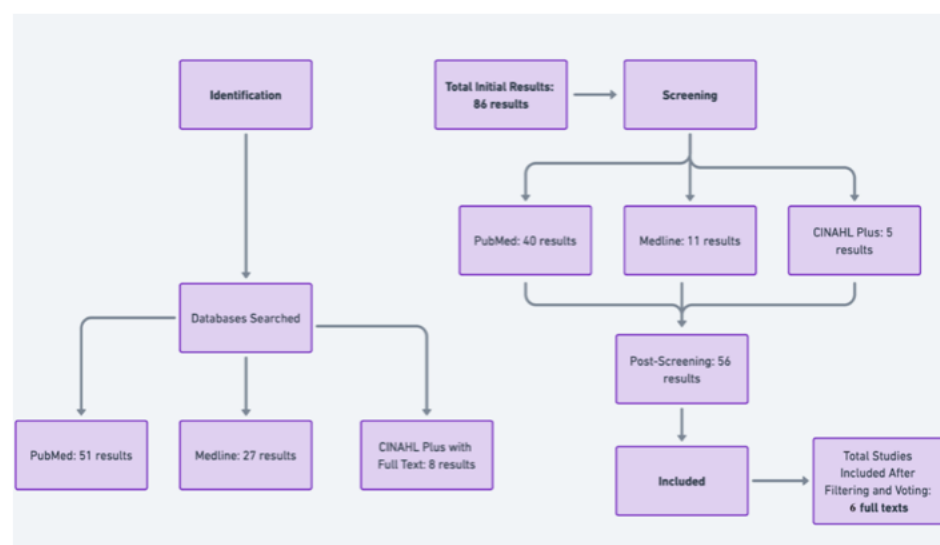 Identification
Databases Searched
PubMed: 51 results
Medline: 27 results
CINAHL Plus with
Full Text: 8 results
Total Initial Results:
86 results
Screening
PubMed: 40 results
Medline: 11 results
CINAHL Plus: 5
results
Post-Screening: 56
results
Included
Total Studies
Included After
Filtering and Voting:
6 full texts